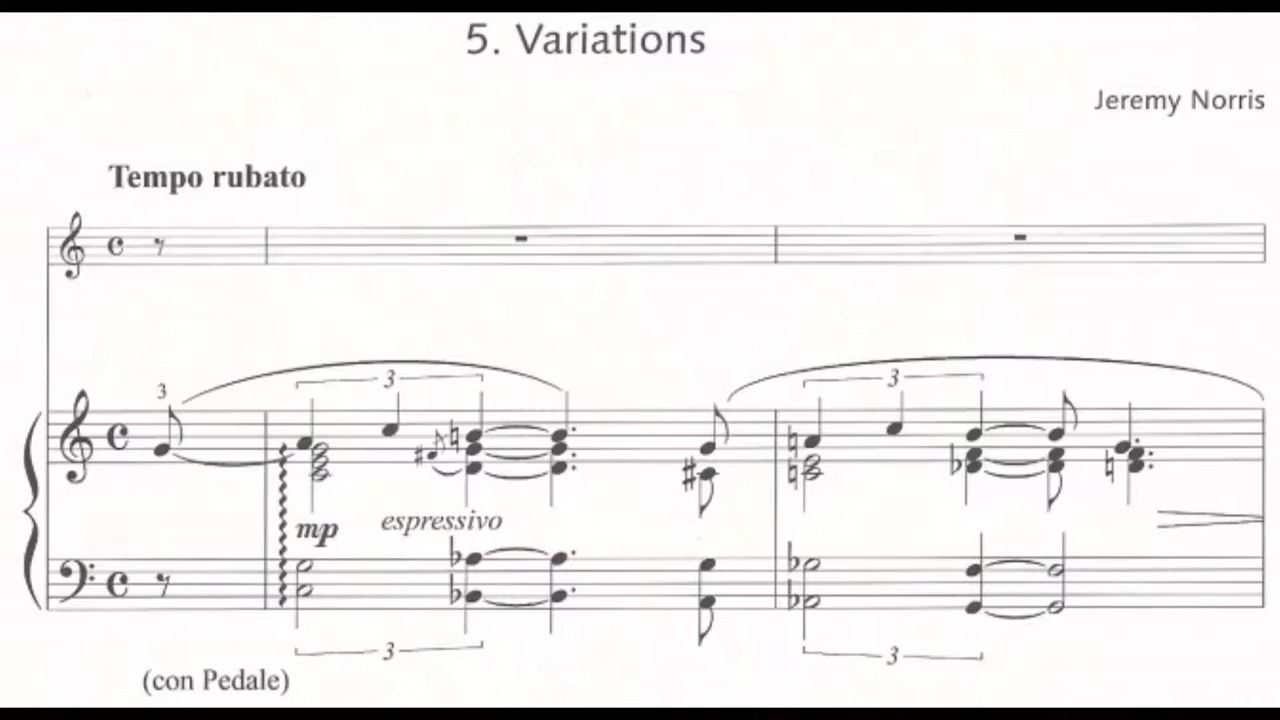 5. Variations
Jeremy Norris
Tempo rubato
3
3
3
mp
espressivo
3
3
(con Pedale)